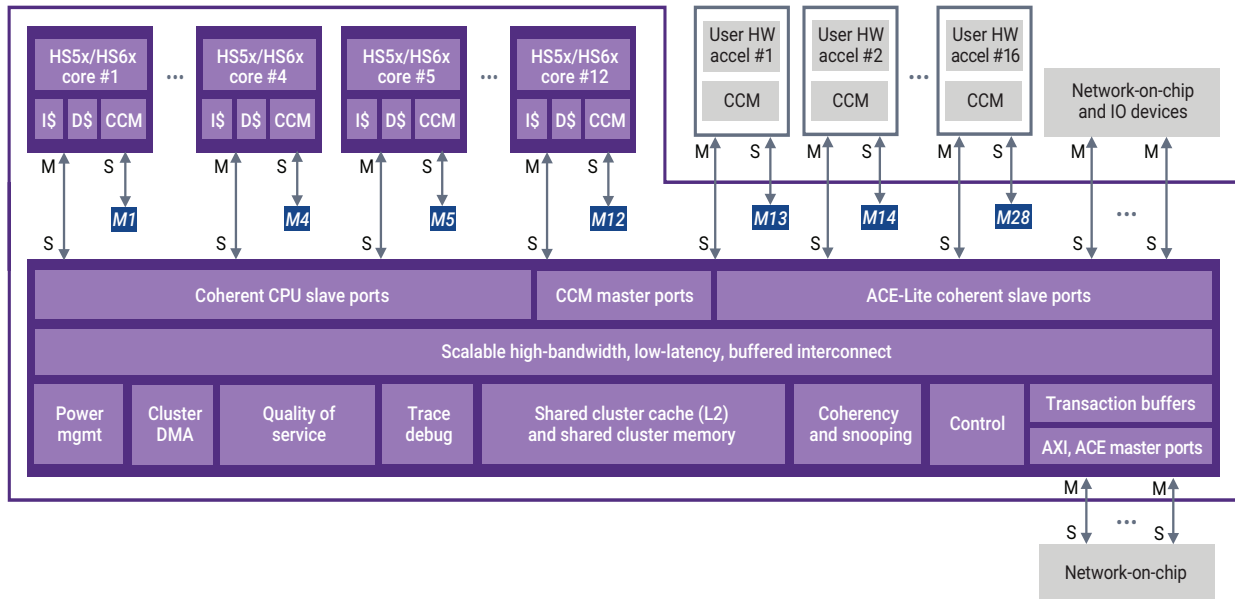 HS5x/HS6x
core #1
I$ D$ CCM
...
HS5x/HS6x
core #4
I$ D$ CCM
HS5x/HS6x
core #5
I$ D$ CCM
...
HS5x/HS6x
core #12
I$ D$ CCM
User HW
accel #1
CCM
User HW
accel #2
CCM
...
User HW
accel #16
CCM
Network-on-chip
and IO devices
M S M S M S M S M S M S M S M M
M1 M4 M5 M12 M13 M14 M28 ...
S S S S S S S S S
Coherent CPU slave ports
CCM master ports
ACE-Lite coherent slave ports
Scalable high-bandwidth, low-latency, buffered interconnect
Power
mgmt
Cluster
DMA
Quality of
service
Trace
debug
Shared cluster cache (L2)
and shared cluster memory
Coherency
and snooping
Control
Transaction buffers
AXI, ACE master ports
M M
...
S S
Network-on-chip